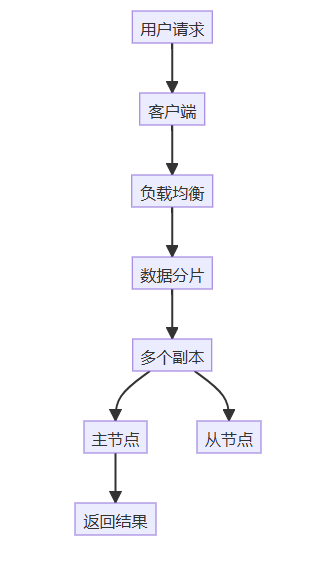 用户请求
客户端
负载均衡
数据分片
多个副本
主节点
从节点
返回结果